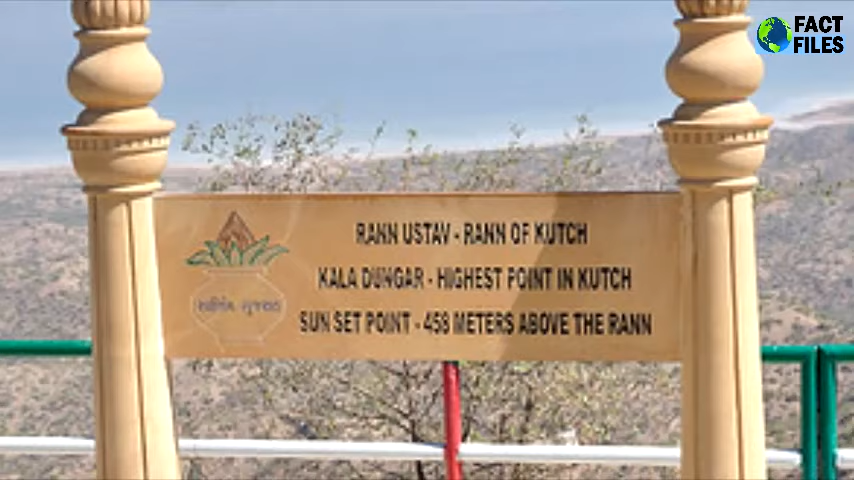 FACT
FILES
RANN USTAV - RANN OF KUTCH
KALA DUNGAR - HIGHEST POINT IN KUTCH
SUN SET POINT - 458 METERS ABOVE THE RANN